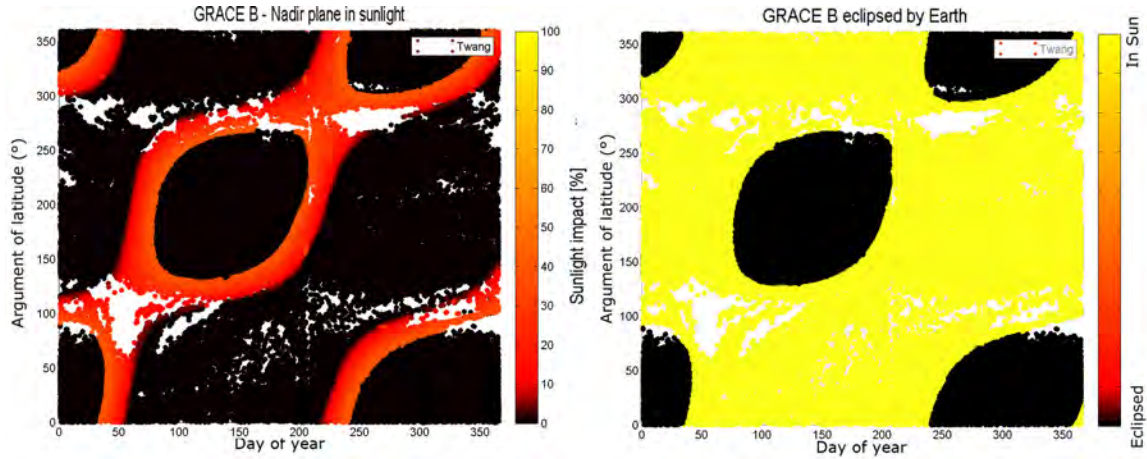 GRACE B - Nadir plane in sunlight
Twang
Argument of latitude (°)
350
300
250
200
150
100
50
0
0 50 100 150 200 250 300 350
Day of year
100
90
80
70
60
50
40
30
20
10
0
Sunlight impact [%]
GRACE B eclipsed by Earth
Twang
Argument of latitude (°)
350
300
250
200
150
100
50
0
0 50 100 150 200 250 300 350
Day of year
In Sun
Eclipsed